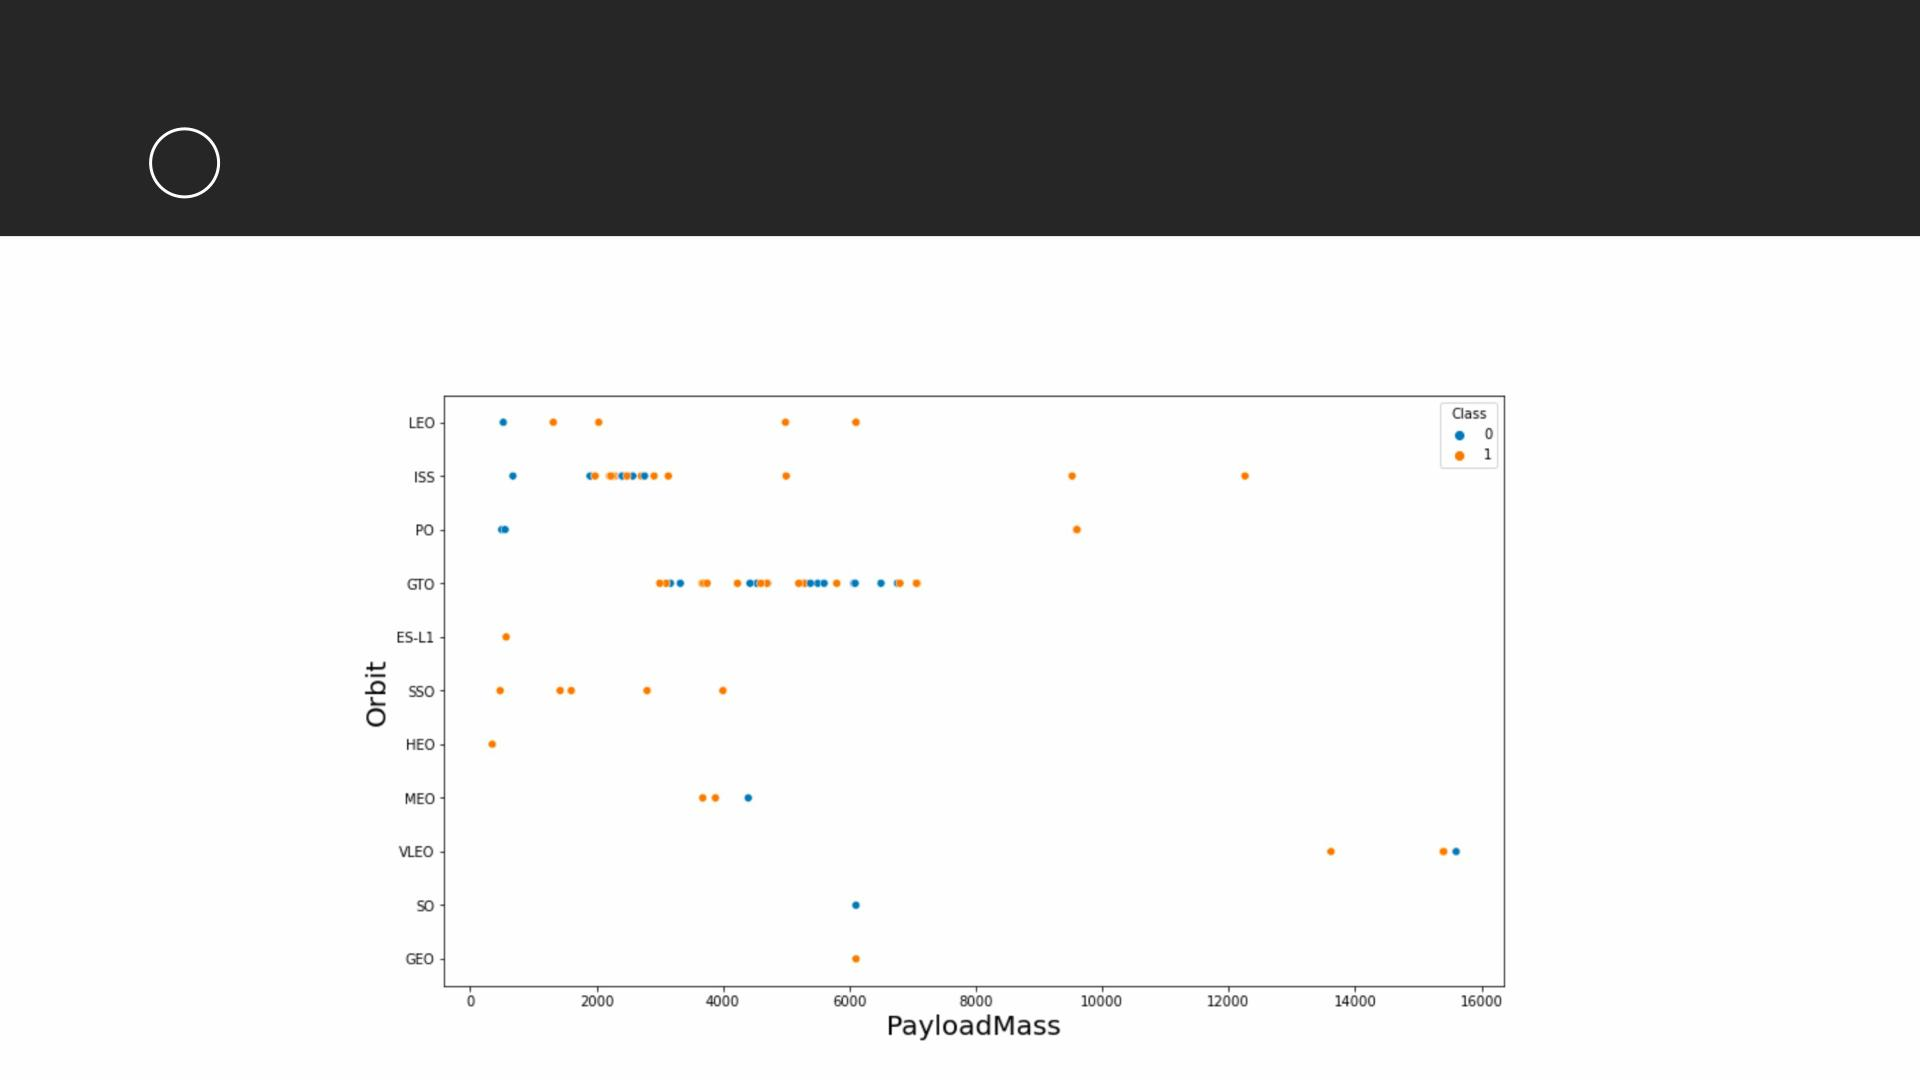 Class
0
1
LEO
ISS
PO
GTO
ES-L1
SSO
HEO
MEO
VLEO
SO
GEO
Orbit
0 2000 4000 6000 8000 10000 12000 14000 16000
PayloadMass